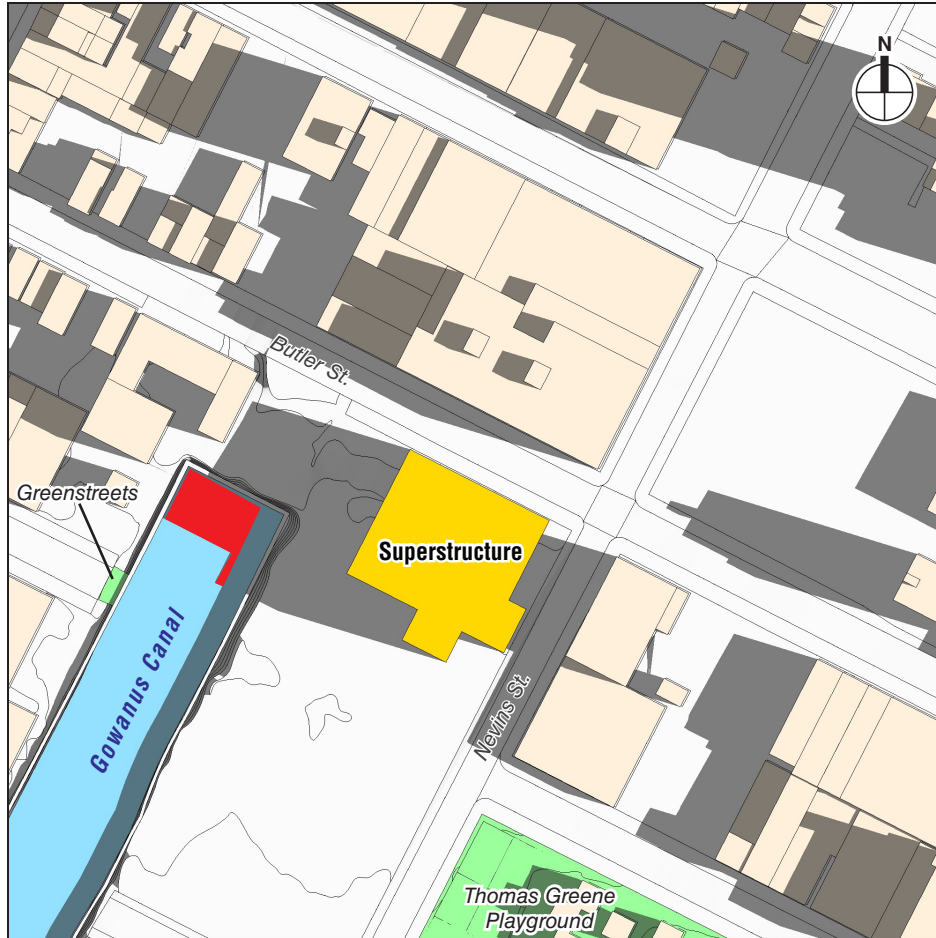 N
Butler St.
Greenstreets
Superstructure
Gowanus Canal
Nevins St.
Thomas Greene
Playground